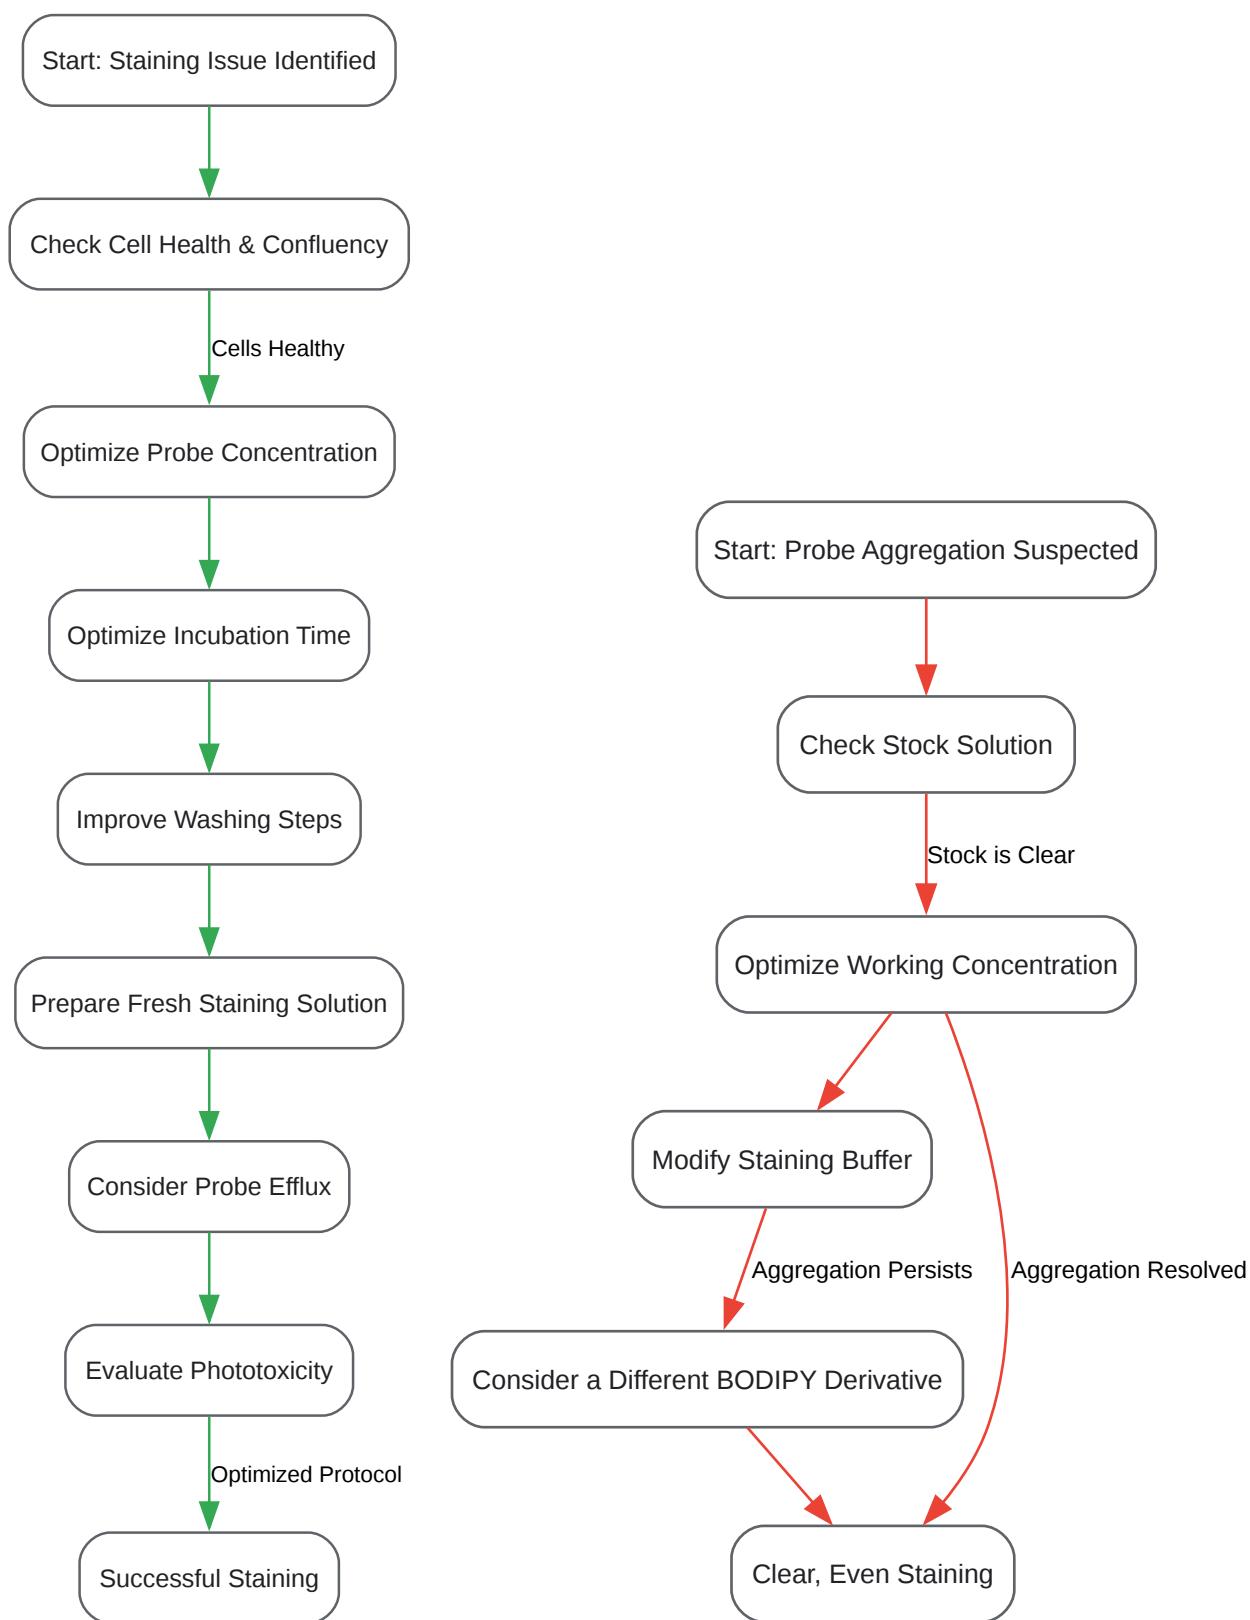 Start: Staining Issue Identified
Check Cell Health & Confluency
Cells Healthy
Optimize Probe Concentration
Optimize Incubation Time
Improve Washing Steps
Prepare Fresh Staining Solution
Consider Probe Efflux
Evaluate Phototoxicity
Optimized Protocol
Successful Staining
Start: Probe Aggregation Suspected
Check Stock Solution
Stock is Clear
Optimize Working Concentration
Modify Staining Buffer
Aggregation Persists
Aggregation Resolved
Consider a Different BODIPY Derivative
Clear, Even Staining